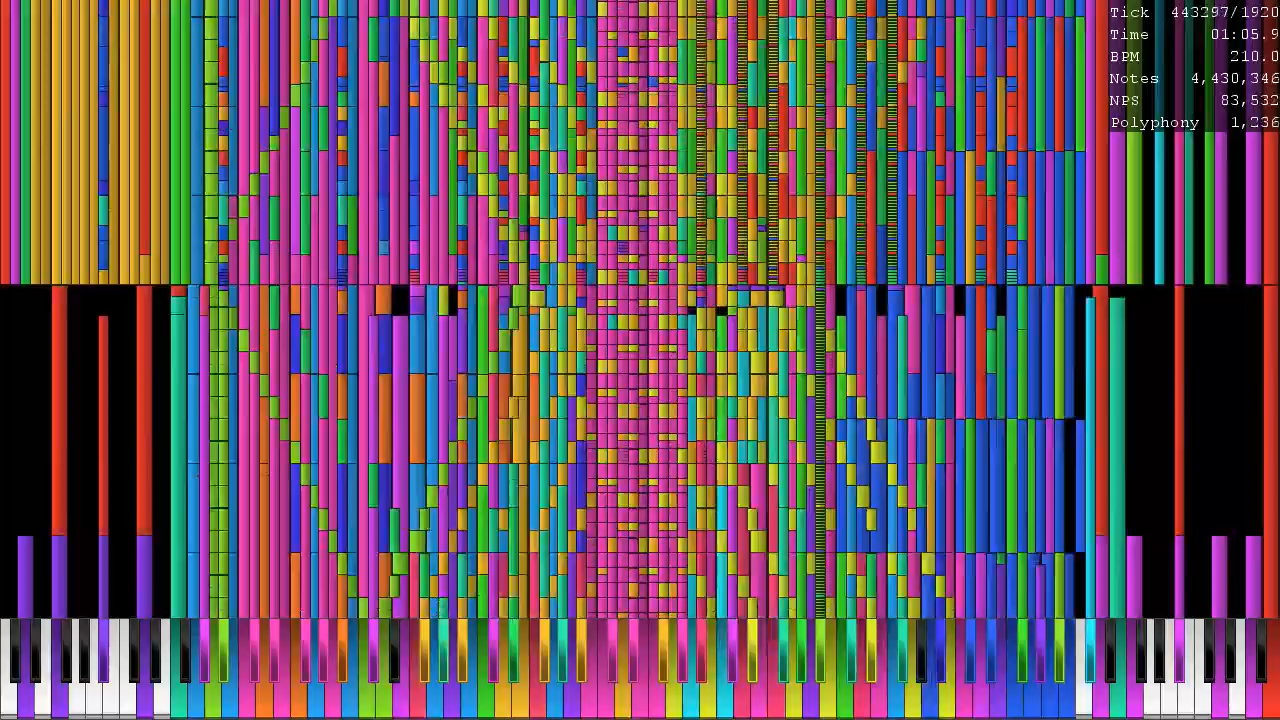 Tick 443297/1920
Time 01:05.9
BPM 210.0
Notes 4,430,346
NPS 83,532
Polyphony 1,236